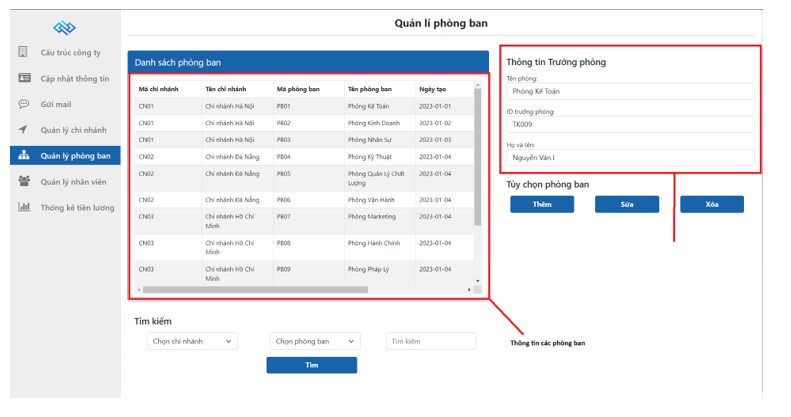 Quản lí phòng ban
Cấu trúc công ty
Cập nhật thông tin
Gửi mail
Quản lý chi nhánh
Quản lý phòng ban
Quản lý nhân viên
Thống kê tiền lương
Danh sách phòng ban
Mã chi nhánh Tên chi nhánh Mã phòng ban Tên phòng ban Ngày tạo
CN01 Chi nhánh Hà Nội PB01 Phòng Kế Toán 2023-01-01
CN01 Chi nhánh Hà Nội PB02 Phòng Kinh Doanh 2023-01-02
CN01 Chi nhánh Hà Nội PB03 Phòng Nhân Sự 2023-01-03
CN02 Chi nhánh Đà Nẵng PB04 Phòng Kỹ Thuật 2023-01-04
CN02 Chi nhánh Đà Nẵng PB05 Phòng Quản Lý Chất 2023-01-04
Lượng
CN02 Chi nhánh Đà Nẵng PB06 Phòng Vận Hành 2023-01-04
CN03 Chi nhánh Hồ Chí PB07 Phòng Marketing 2023-01-04
Minh
CN03 Chi nhánh Hồ Chí PB08 Phòng Hành Chính 2023-01-04
Minh
CN03 Chi nhánh Hồ Chí PB09 Phòng Pháp Lý 2023-01-04
Minh
Tìm kiếm
Chọn chi nhánh Chọn phòng ban Tìm kiếm
Tìm
Thông tin Trưởng phòng
Tên phòng:
Phòng Kế Toán
ID trưởng phòng:
TK009
Họ và tên:
Nguyễn Văn I
Tùy chọn phòng ban
Thêm Sửa Xóa
Thông tin các phòng ban